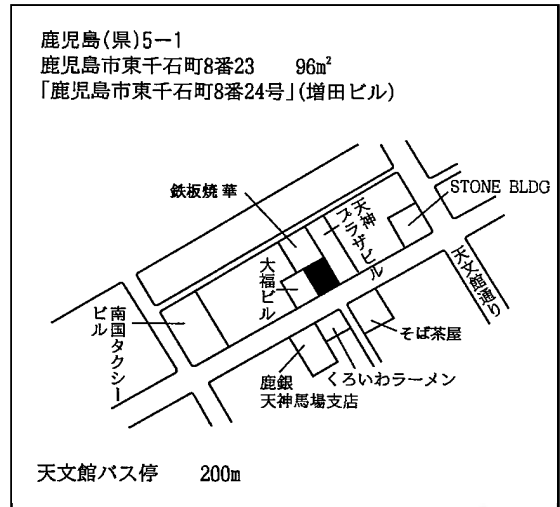 鹿児島(県)5－1
鹿児島市東千石町8番23　　96m²
「鹿児島市東千石町8番24号」(増田ビル)
鉄板焼 華
天神
プラザビル
STONE BLDG
大福ビル
天文館通り
南国タクシー
ビル
そば茶屋
くろいわラーメン
鹿銀
天神馬場支店
天文館バス停　　200m